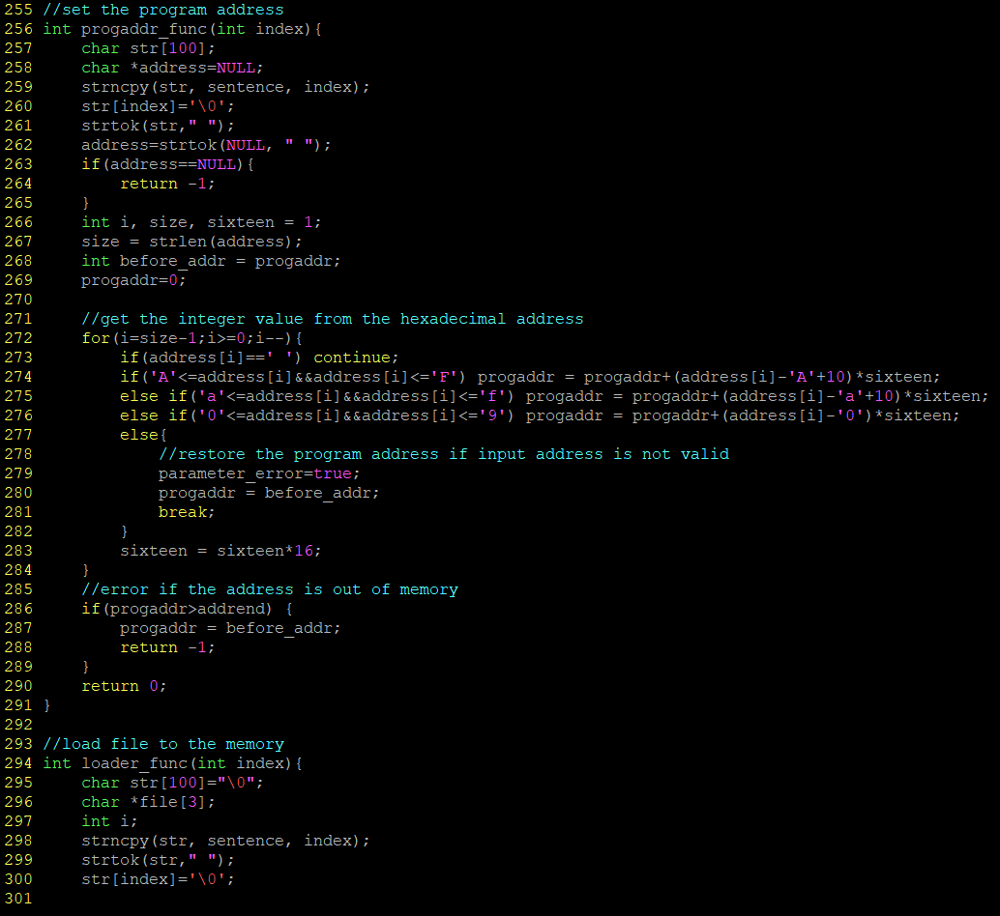 255 //set the program address
256 int progaddr_func(int index){
257     char str[100];
258     char *address=NULL;
259     strncpy(str, sentence, index);
260     str[index]='\0';
261     strtok(str," ");
262     address=strtok(NULL, " ");
263     if(address==NULL){
264         return -1;
265     }
266     int i, size, sixteen = 1;
267     size = strlen(address);
268     int before_addr = progaddr;
269     progaddr=0;
270
271     //get the integer value from the hexadecimal address
272     for(i=size-1;i>=0;i--){
273         if(address[i]==' ') continue;
274         if('A'<=address[i]&&address[i]<='F') progaddr = progaddr+(address[i]-'A'+10)*sixteen;
275         else if('a'<=address[i]&&address[i]<='f') progaddr = progaddr+(address[i]-'a'+10)*sixteen;
276         else if('0'<=address[i]&&address[i]<='9') progaddr = progaddr+(address[i]-'0')*sixteen;
277         else{
278             //restore the program address if input address is not valid
279             parameter_error=true;
280             progaddr = before_addr;
281             break;
282         }
283         sixteen = sixteen*16;
284     }
285     //error if the address is out of memory
286     if(progaddr>addrend) {
287         progaddr = before_addr;
288         return -1;
289     }
290     return 0;
291 }
292
293 //load file to the memory
294 int loader_func(int index){
295     char str[100]="\0";
296     char *file[3];
297     int i;
298     strncpy(str, sentence, index);
299     strtok(str," ");
300     str[index]='\0';
301